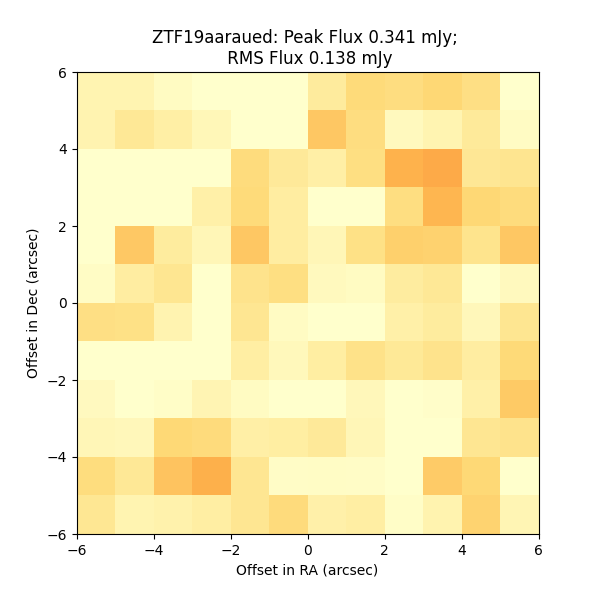 ZTF19aaraued: Peak Flux 0.341 mJy;
RMS Flux 0.138 mJy
6
4
2
0
−2
−4
−6
Offset in Dec (arcsec)
−6 −4 −2 0 2 4 6
Offset in RA (arcsec)